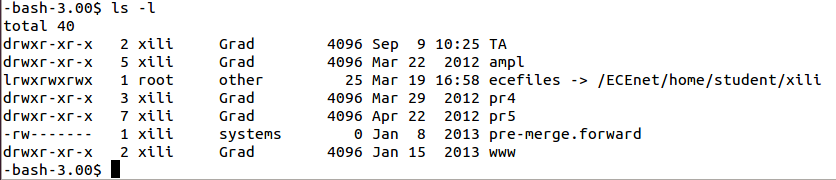 -bash-3.00$ ls -l
total 40
drwxr-xr-x   2 xili     Grad         4096 Sep  9 10:25 TA
drwxr-xr-x   5 xili     Grad         4096 Mar 22  2012 ampl
lrwxrwxrwx   1 root     other          25 Mar 19 16:58 ecefiles -> /ECEnet/home/student/xili
drwxr-xr-x   3 xili     Grad         4096 Mar 29  2012 pr4
drwxr-xr-x   7 xili     Grad         4096 Apr 22  2012 pr5
-rw-------   1 xili     systems         0 Jan  8  2013 pre-merge.forward
drwxr-xr-x   2 xili     Grad         4096 Jan 15  2013 www
-bash-3.00$